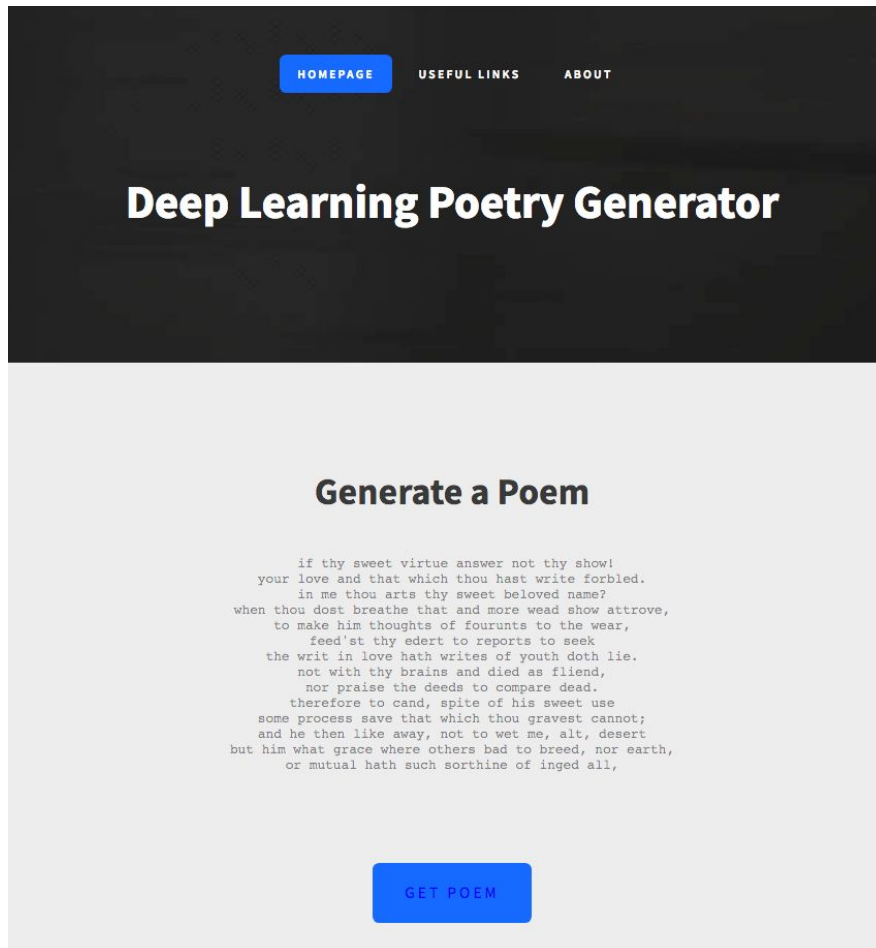 HOMEPAGE USEFUL LINKS ABOUT
Deep Learning Poetry Generator
Generate a Poem
if thy sweet virtue answer not thy show!
your love and that which thou hast write forbled.
in me thou arts thy sweet beloved name?
when thou dost breathe that and more wead show attrove,
to make him thoughts of fourunts to the wear,
feed'st thy edert to reports to seek
the writ in love hath writes of youth doth lie.
not with thy brains and died as fliend,
nor praise the deeds to compare dead.
therefore to cand, spite of his sweet use
some process save that which thou gravest cannot;
and he then like away, not to wet me, alt, desert
but him what grace where others bad to breed, nor earth,
or mutual hath such sorthine of inged all,
GET POEM